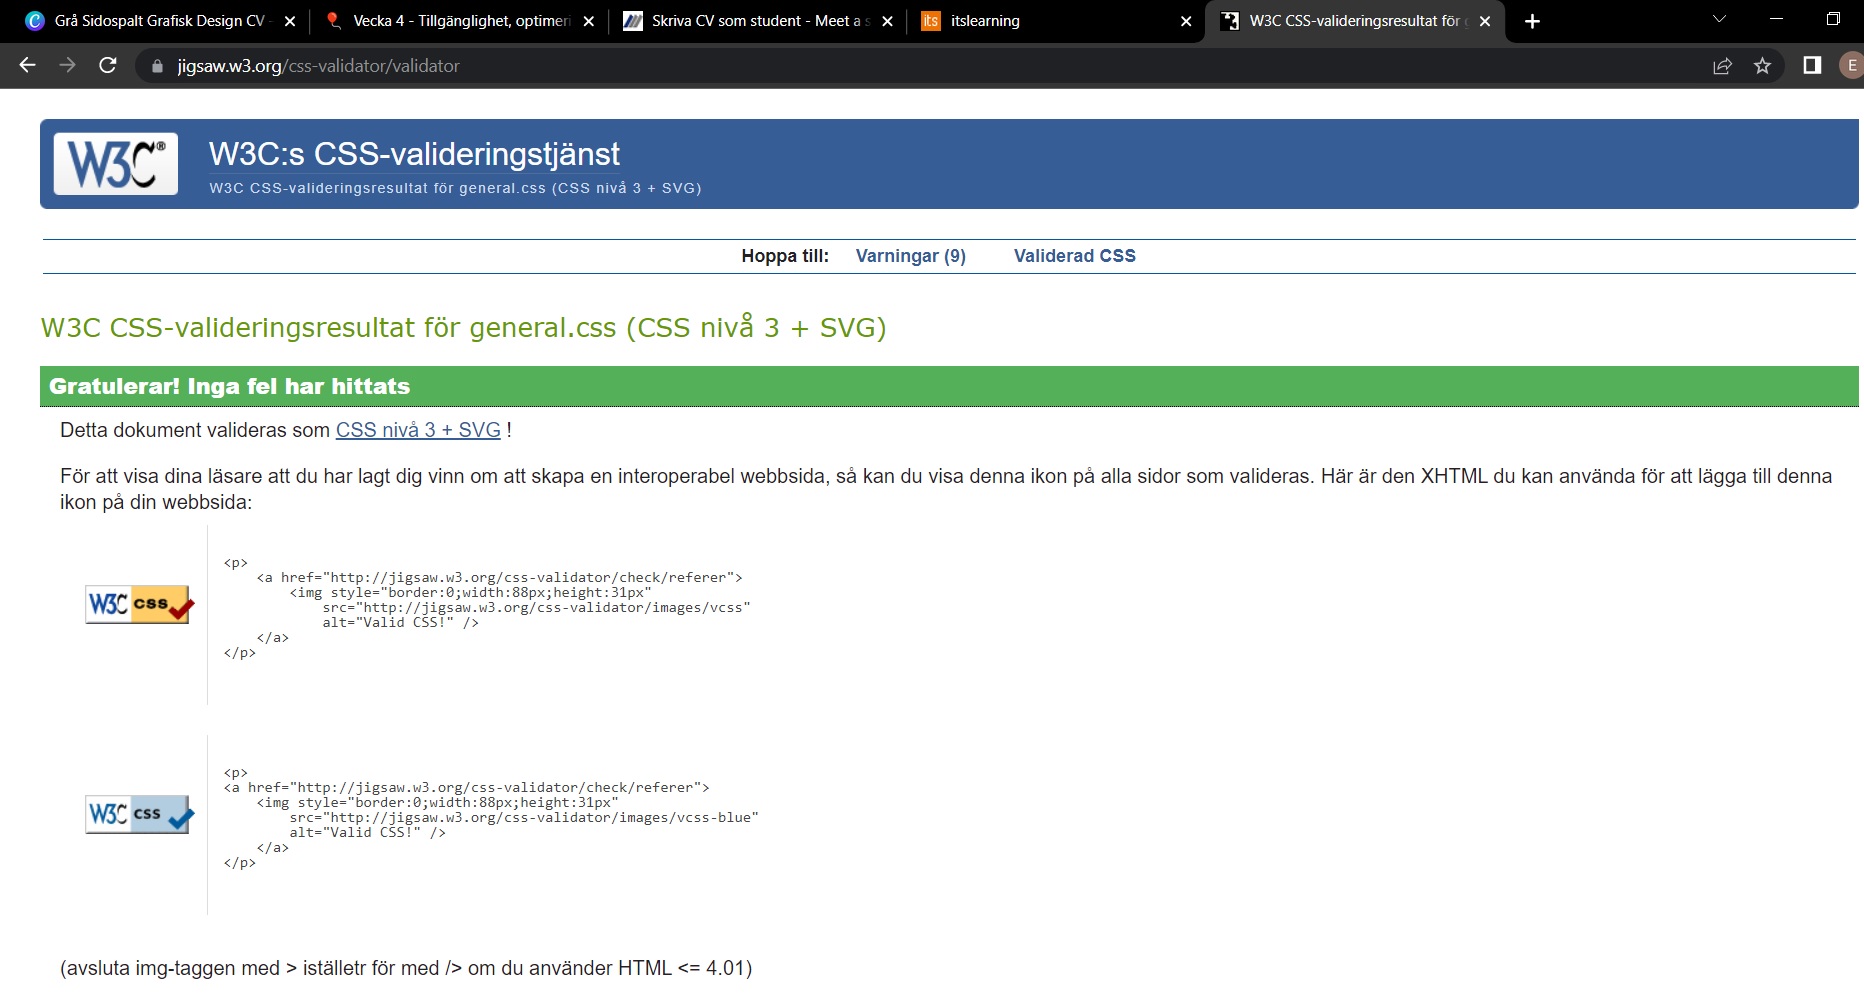 Grå Sidospalt Grafisk Design CV -
Vecka 4 - Tillgänglighet, optimeri
Skriva CV som student - Meet a s
its
itslearning
W3C CSS-valideringsresultat för g
jigsaw.w3.org/css-validator/validator
E
W3C®
W3C:s CSS-valideringstjänst
W3C CSS-valideringsresultat för general.css (CSS nivå 3 + SVG)
Hoppa till: Varningar (9) Validerad CSS
W3C CSS-valideringsresultat för general.css (CSS nivå 3 + SVG)
Gratulerar! Inga fel har hittats
Detta dokument valideras som CSS nivå 3 + SVG !
För att visa dina läsare att du har lagt dig vinn om att skapa en interoperabel webbsida, så kan du visa denna ikon på alla sidor som valideras. Här är den XHTML du kan använda för att lägga till denna
ikon på din webbsida:
W3C css
<p>
<a href="http://jigsaw.w3.org/css-validator/check/referer">
<img style="border:0;width:88px;height:31px"
src="http://jigsaw.w3.org/css-validator/images/vcss"
alt="Valid CSS!" />
</a>
</p>
W3C css
<p>
<a href="http://jigsaw.w3.org/css-validator/check/referer">
<img style="border:0;width:88px;height:31px"
src="http://jigsaw.w3.org/css-validator/images/vcss-blue"
alt="Valid CSS!" />
</a>
</p>
(avsluta img-taggen med > iställetr för med /> om du använder HTML <= 4.01)